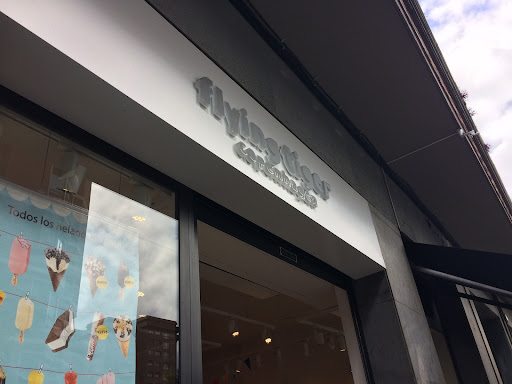 flying tiger
copenhagen
Todos los helad